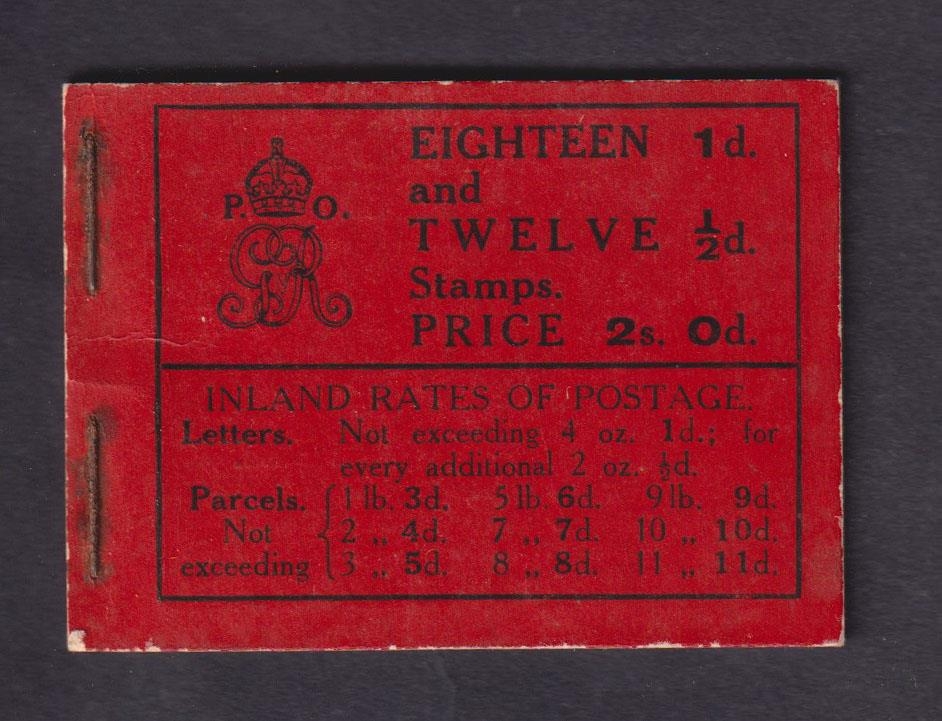 P. O.
GR
EIGHTEEN 1d.
and
TWELVE ½d.
Stamps.
PRICE 2s. 0d.
INLAND RATES OF POSTAGE.
Letters. Not exceeding 4 oz. 1d.; for
every additional 2 oz. ½d.
Parcels. { 1 lb. 3d. 5 lb. 6d. 9 lb. 9d.
Not 2 „ 4d. 7 „ 7d. 10 „ 10d.
exceeding 3 „ 5d. 8 „ 8d. 11 „ 11d.